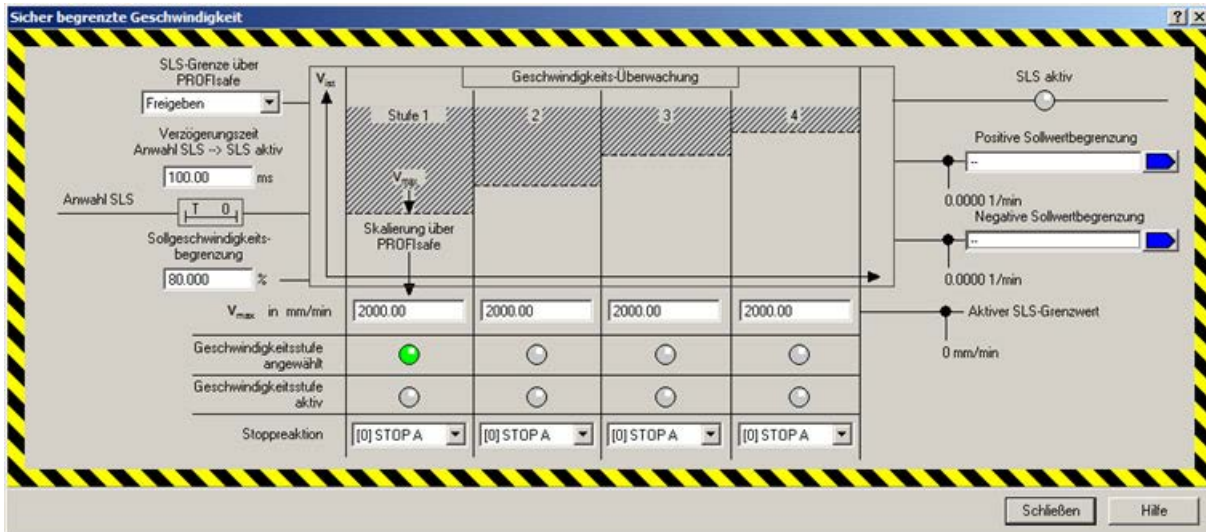 Sicher begrenzte Geschwindigkeit
SLS-Grenze über
PROFIsafe
Freigeben
Verzögerungszeit
Anwahl SLS --> SLS aktiv
100.00 ms
Anwahl SLS
T 0
Sollgeschwindigkeits-
begrenzung
80.000 %
V ist
Geschwindigkeits-Überwachung
Stufe 1 2 3 4
V max
Skalierung über
PROFIsafe
V max in mm/min 2000.00 2000.00 2000.00 2000.00
Geschwindigkeitsstufe
angewählt
Geschwindigkeitsstufe
aktiv
Stoppreaktion [0] STOP A [0] STOP A [0] STOP A [0] STOP A
SLS aktiv
Positive Sollwertbegrenzung
--
0.0000 1/min
Negative Sollwertbegrenzung
--
0.0000 1/min
Aktiver SLS-Grenzwert
0 mm/min
Schließen Hilfe